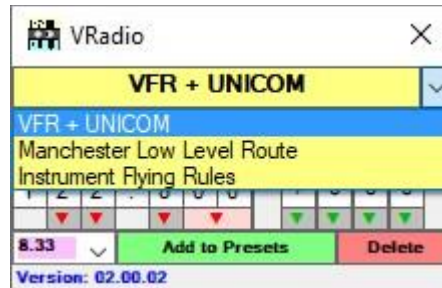 VRadio
VFR + UNICOM
VFR + UNICOM
Manchester Low Level Route
Instrument Flying Rules
8.33 Add to Presets Delete
Version: 02.00.02